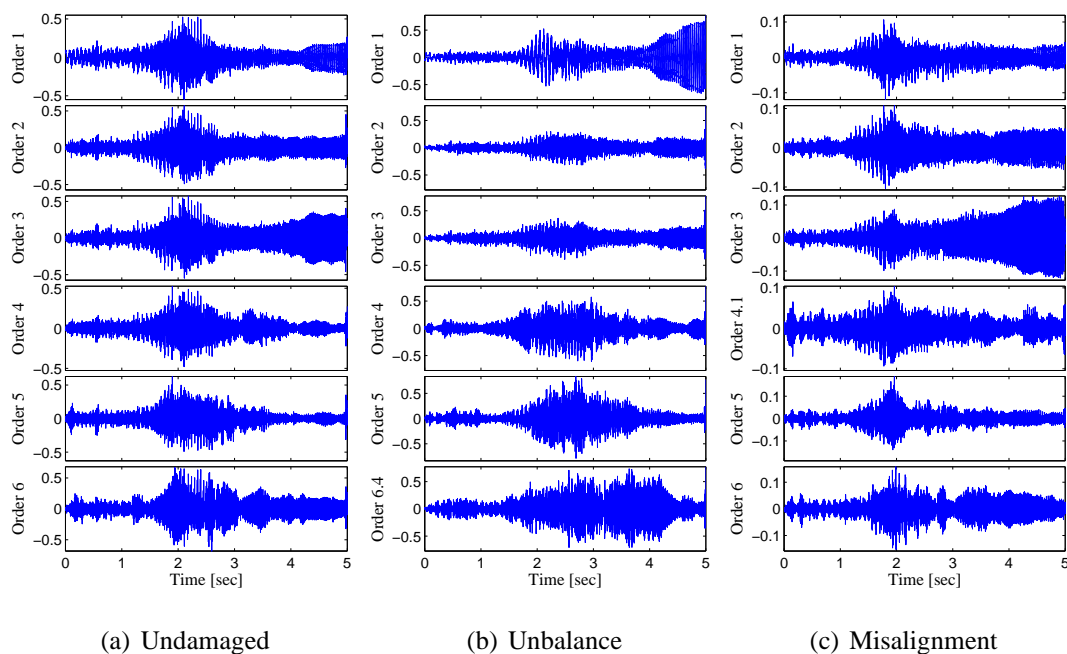 0.5
0
−0.5
Order 1
0.5
0
−0.5
Order 2
0.5
0
−0.5
Order 3
0.5
0
−0.5
Order 4
0.5
0
−0.5
Order 5
0.5
0
−0.5
Order 6
0 1 2 3 4 5
Time [sec]
(a) Undamaged
0.5
0
−0.5
Order 1
0.5
0
−0.5
Order 2
0.5
0
−0.5
Order 3
0.5
0
−0.5
Order 4
0.5
0
−0.5
Order 5
0.5
0
−0.5
Order 6.4
0 1 2 3 4 5
Time [sec]
(b) Unbalance
0.1
0
−0.1
Order 1
0.1
0
−0.1
Order 2
0.1
0
−0.1
Order 3
0.1
0
−0.1
Order 4.1
0.1
0
−0.1
Order 5
0.1
0
−0.1
Order 6
0 1 2 3 4 5
Time [sec]
(c) Misalignment